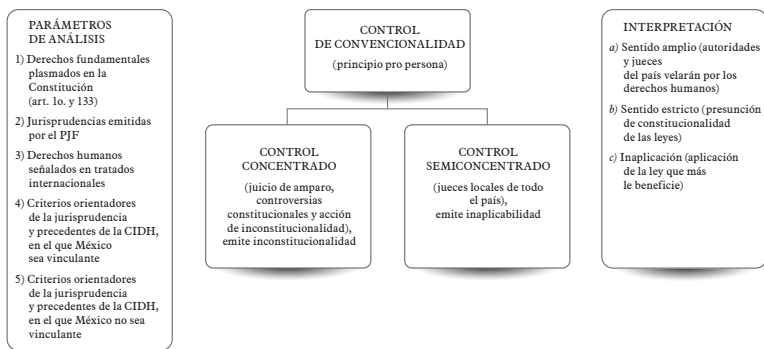 PARÁMETROS
DE ANÁLISIS
1) Derechos fundamentales
plasmados en la
Constitución
(art. 1o. y 133)
2) Jurisprudencias emitidas
por el PJF
3) Derechos humanos
señalados en tratados
internacionales
4) Criterios orientadores
de la jurisprudencia
y precedentes de la CIDH,
en el que México
sea vinculante
5) Criterios orientadores
de la jurisprudencia
y precedentes de la CIDH,
en el que México no sea
vinculante
CONTROL
DE CONVENCIONALIDAD
(principio pro persona)
CONTROL
CONCENTRADO
(juicio de amparo,
controversias
constitucionales y acción
de inconstitucionalidad),
emite inconstitucionalidad
CONTROL
SEMICONCENTRADO
(jueces locales de todo
el país),
emite inaplicabilidad
INTERPRETACIÓN
a) Sentido amplio (autoridades
y jueces
del país velarán por los
derechos humanos)
b) Sentido estricto (presunción
de constitucionalidad
de las leyes)
c) Inaplicación (aplicación
de la ley que más
le beneficie)